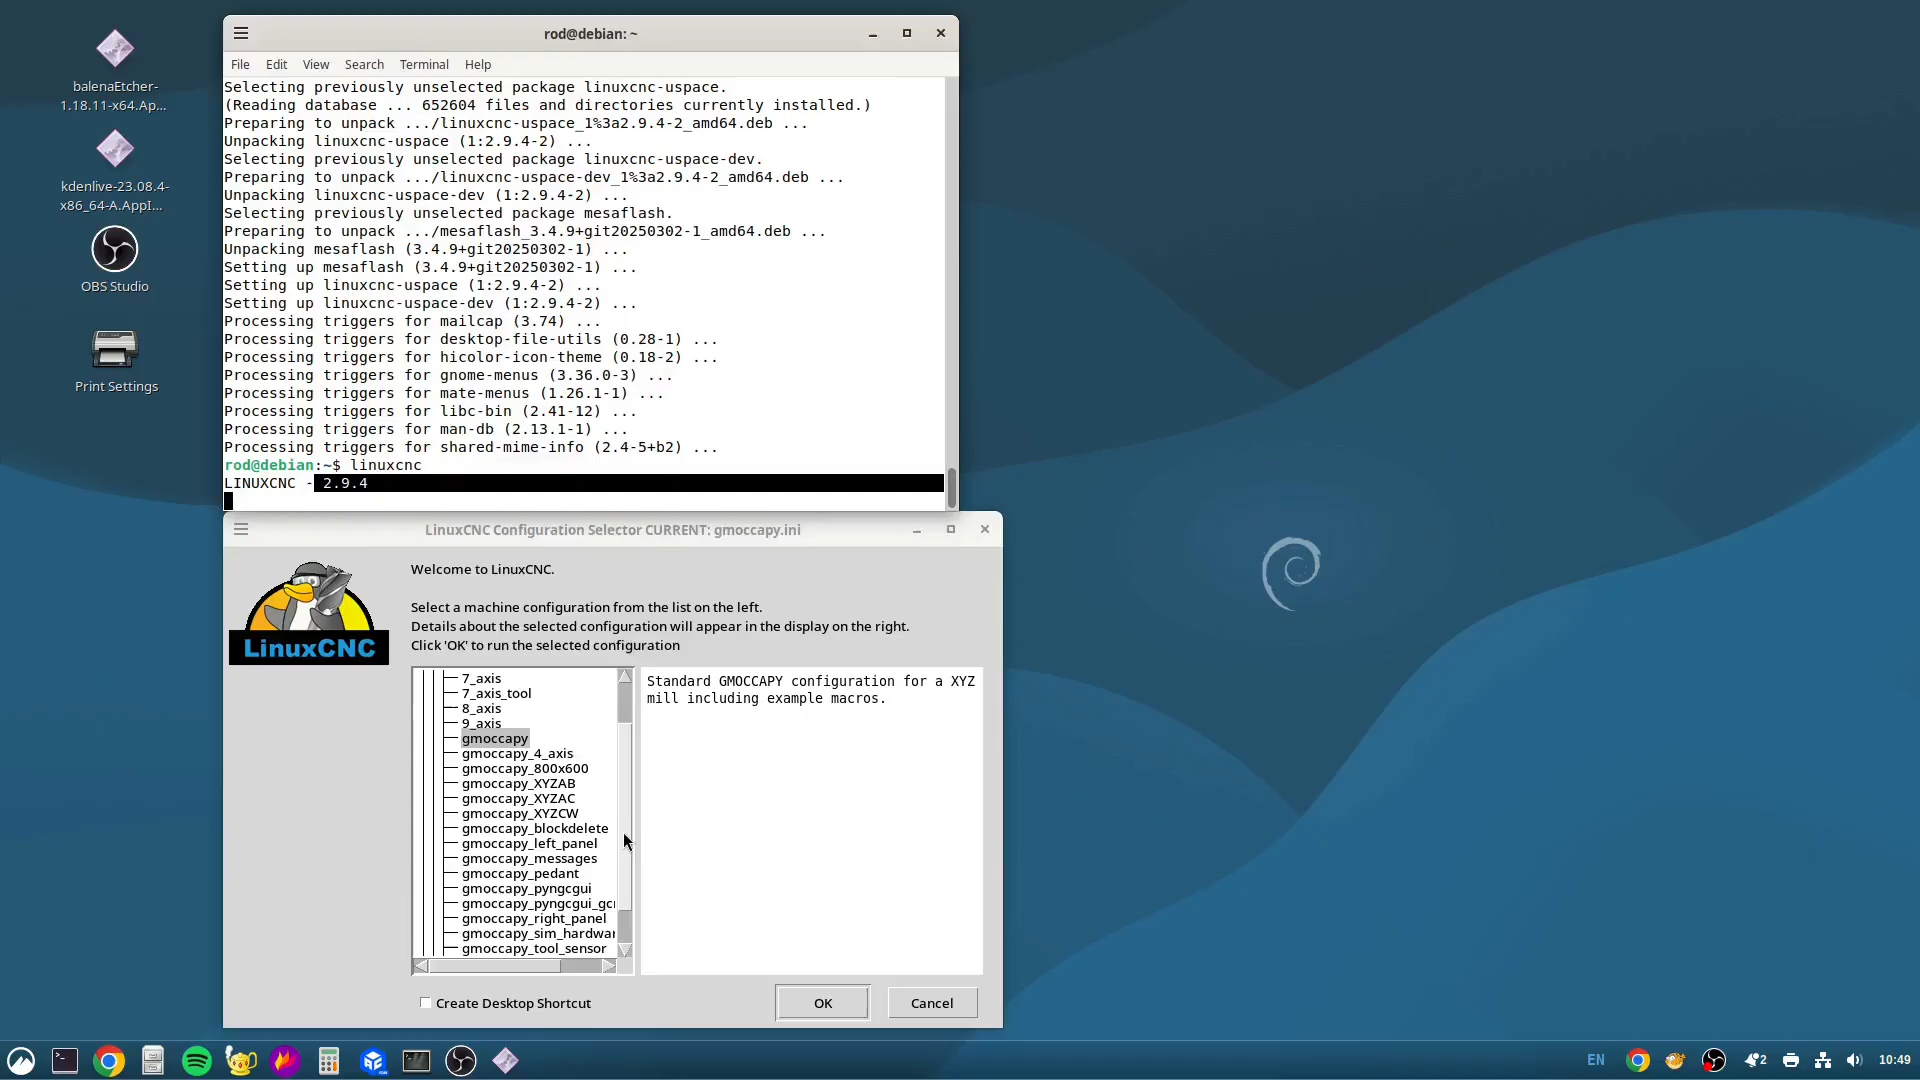 balenaEtcher-
1.18.11-x64.Ap...
kdenlive-23.08.4-
x86_64-A.AppI...
OBS Studio
Print Settings
rod@debian: ~
File Edit View Search Terminal Help
Selecting previously unselected package linuxcnc-uspace.
(Reading database ... 652604 files and directories currently installed.)
Preparing to unpack .../linuxcnc-uspace_1%3a2.9.4-2_amd64.deb ...
Unpacking linuxcnc-uspace (1:2.9.4-2) ...
Selecting previously unselected package linuxcnc-uspace-dev.
Preparing to unpack .../linuxcnc-uspace-dev_1%3a2.9.4-2_amd64.deb ...
Unpacking linuxcnc-uspace-dev (1:2.9.4-2) ...
Selecting previously unselected package mesaflash.
Preparing to unpack .../mesaflash_3.4.9+git20250302-1_amd64.deb ...
Unpacking mesaflash (3.4.9+git20250302-1) ...
Setting up mesaflash (3.4.9+git20250302-1) ...
Setting up linuxcnc-uspace (1:2.9.4-2) ...
Setting up linuxcnc-uspace-dev (1:2.9.4-2) ...
Processing triggers for mailcap (3.74) ...
Processing triggers for desktop-file-utils (0.28-1) ...
Processing triggers for hicolor-icon-theme (0.18-2) ...
Processing triggers for gnome-menus (3.36.0-3) ...
Processing triggers for mate-menus (1.26.1-1) ...
Processing triggers for libc-bin (2.41-12) ...
Processing triggers for man-db (2.13.1-1) ...
Processing triggers for shared-mime-info (2.4-5+b2) ...
rod@debian:~$ linuxcnc
LINUXCNC - 2.9.4
LinuxCNC Configuration Selector CURRENT: gmoccapy.ini
LinuxCNC
Welcome to LinuxCNC.
Select a machine configuration from the list on the left.
Details about the selected configuration will appear in the display on the right.
Click 'OK' to run the selected configuration
7_axis
7_axis_tool
8_axis
9_axis
gmoccapy
gmoccapy_4_axis
gmoccapy_800x600
gmoccapy_XYZAB
gmoccapy_XYZAC
gmoccapy_XYZCW
gmoccapy_blockdelete
gmoccapy_left_panel
gmoccapy_messages
gmoccapy_pedant
gmoccapy_pyngcgui
gmoccapy_pyngcgui_gc
gmoccapy_right_panel
gmoccapy_sim_hardwa
gmoccapy_tool_sensor
Standard GMOCCAPY configuration for a XYZ
mill including example macros.
Create Desktop Shortcut
OK
Cancel
EN
2
10:49